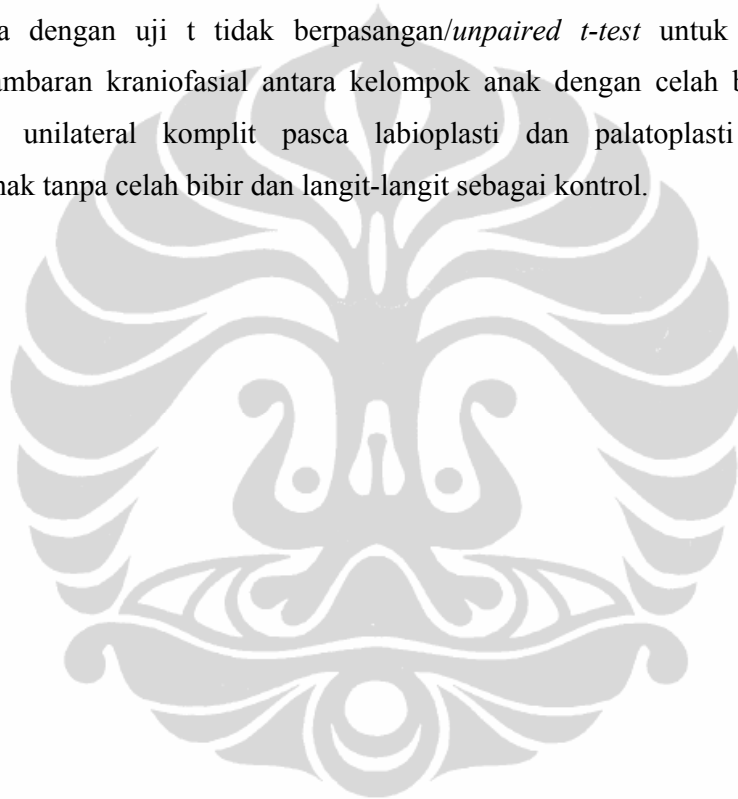 a dengan uji t tidak berpasangan/unpaired t-test untuk
ambaran kraniofasial antara kelompok anak dengan celah b
unilateral komplit pasca labioplasti dan palatoplasti
nak tanpa celah bibir dan langit-langit sebagai kontrol.